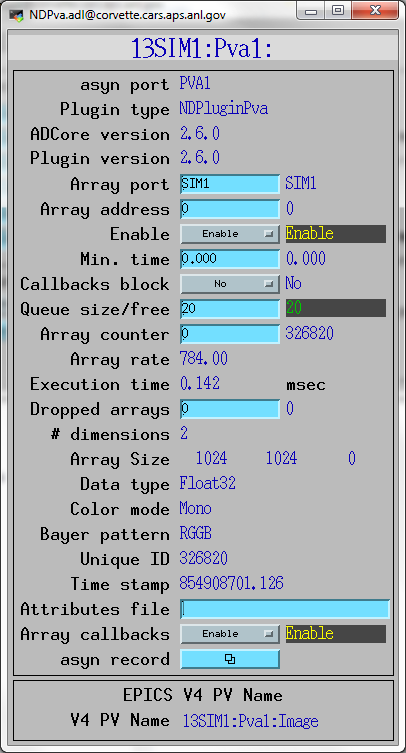 NDPva.adl@corvette.cars.aps.anl.gov
13SIM1:Pva1:
asyn port PVA1
Plugin type NDPluginPva
ADCore version 2.6.0
Plugin version 2.6.0
Array port SIM1 SIM1
Array address 0 0
Enable Enable Enable
Min. time 0.000 0.000
Callbacks block No No
Queue size/free 20 20
Array counter 0 326820
Array rate 784.00
Execution time 0.142 msec
Dropped arrays 0 0
# dimensions 2
Array Size 1024 1024 0
Data type Float32
Color mode Mono
Bayer pattern RGGB
Unique ID 326820
Time stamp 854908701.126
Attributes file
Array callbacks Enable Enable
asyn record
EPICS V4 PV Name
V4 PV Name 13SIM1:Pva1:Image